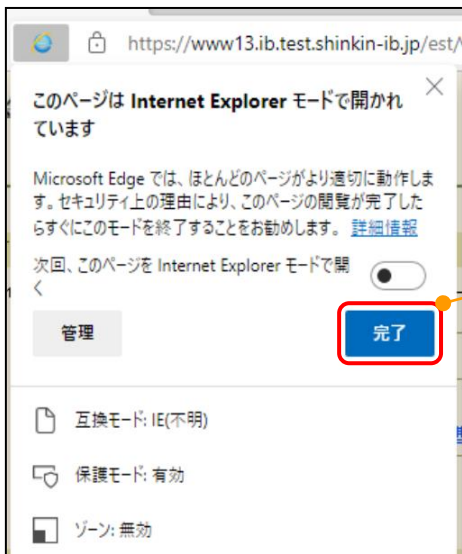 https://www13.ib.test.shinkin-ib.jp/est/
このページは Internet Explorer モードで開かれ
ています
Microsoft Edge では、ほとんどのページがより適切に動作しま
す。セキュリティ上の理由により、このページの閲覧が完了した
らすぐにこのモードを終了することをお勧めします。 詳細情報
次回、このページを Internet Explorer モードで開
く
管理
完了
互換モード: IE(不明)
保護モード: 有効
ゾーン: 無効